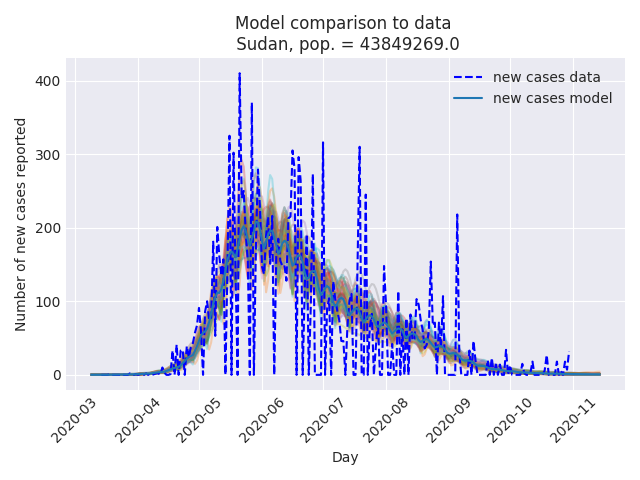 Model comparison to data
Sudan, pop. = 43849269.0
new cases data
new cases model
Number of new cases reported
400
300
200
100
0
2020-03
2020-04
2020-05
2020-06
2020-07
2020-08
2020-09
2020-10
2020-11
Day